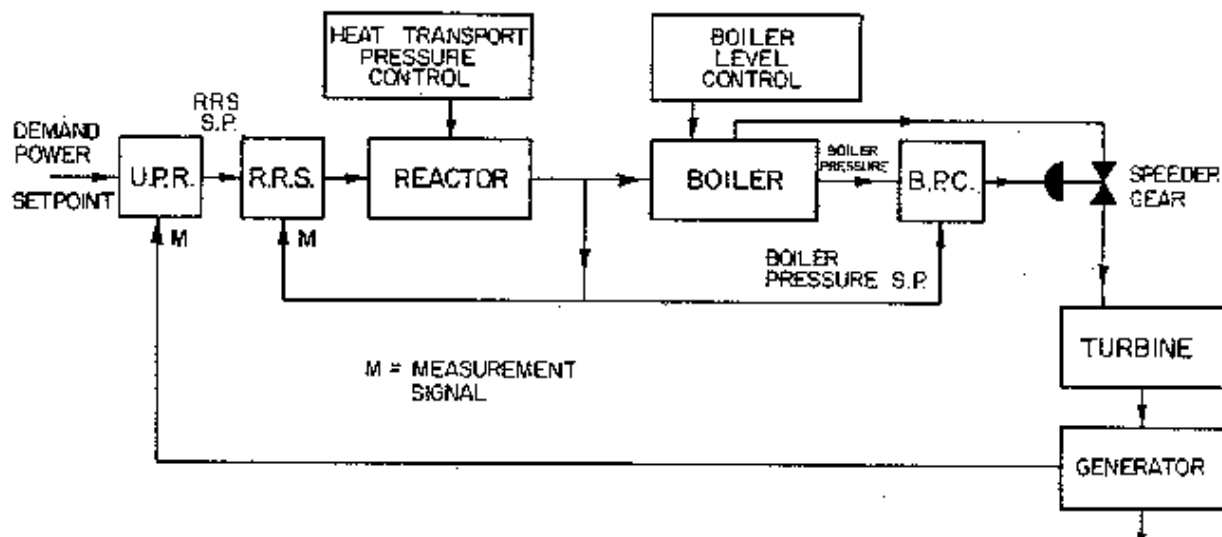 HEAT TRANSPORT
PRESSURE
CONTROL
BOILER
LEVEL
CONTROL
RRS
S.P.
DEMAND
POWER
SETPOINT
U.P.R.
R.R.S.
REACTOR
BOILER
BOILER
PRESSURE
B.P.C.
SPEEDER
GEAR
M
M
BOILER
PRESSURE S.P.
TURBINE
M = MEASUREMENT
SIGNAL
GENERATOR